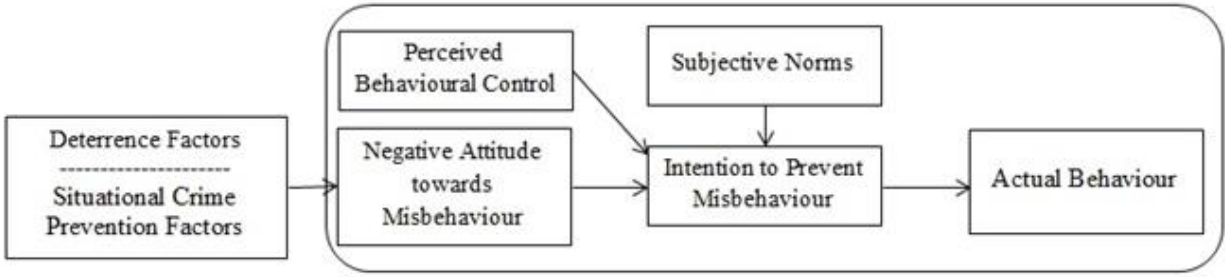 Deterrence Factors
---------------------
Situational Crime
Prevention Factors
Perceived
Behavioural Control
Negative Attitude
towards
Misbehaviour
Subjective Norms
Intention to Prevent
Misbehaviour
Actual Behaviour